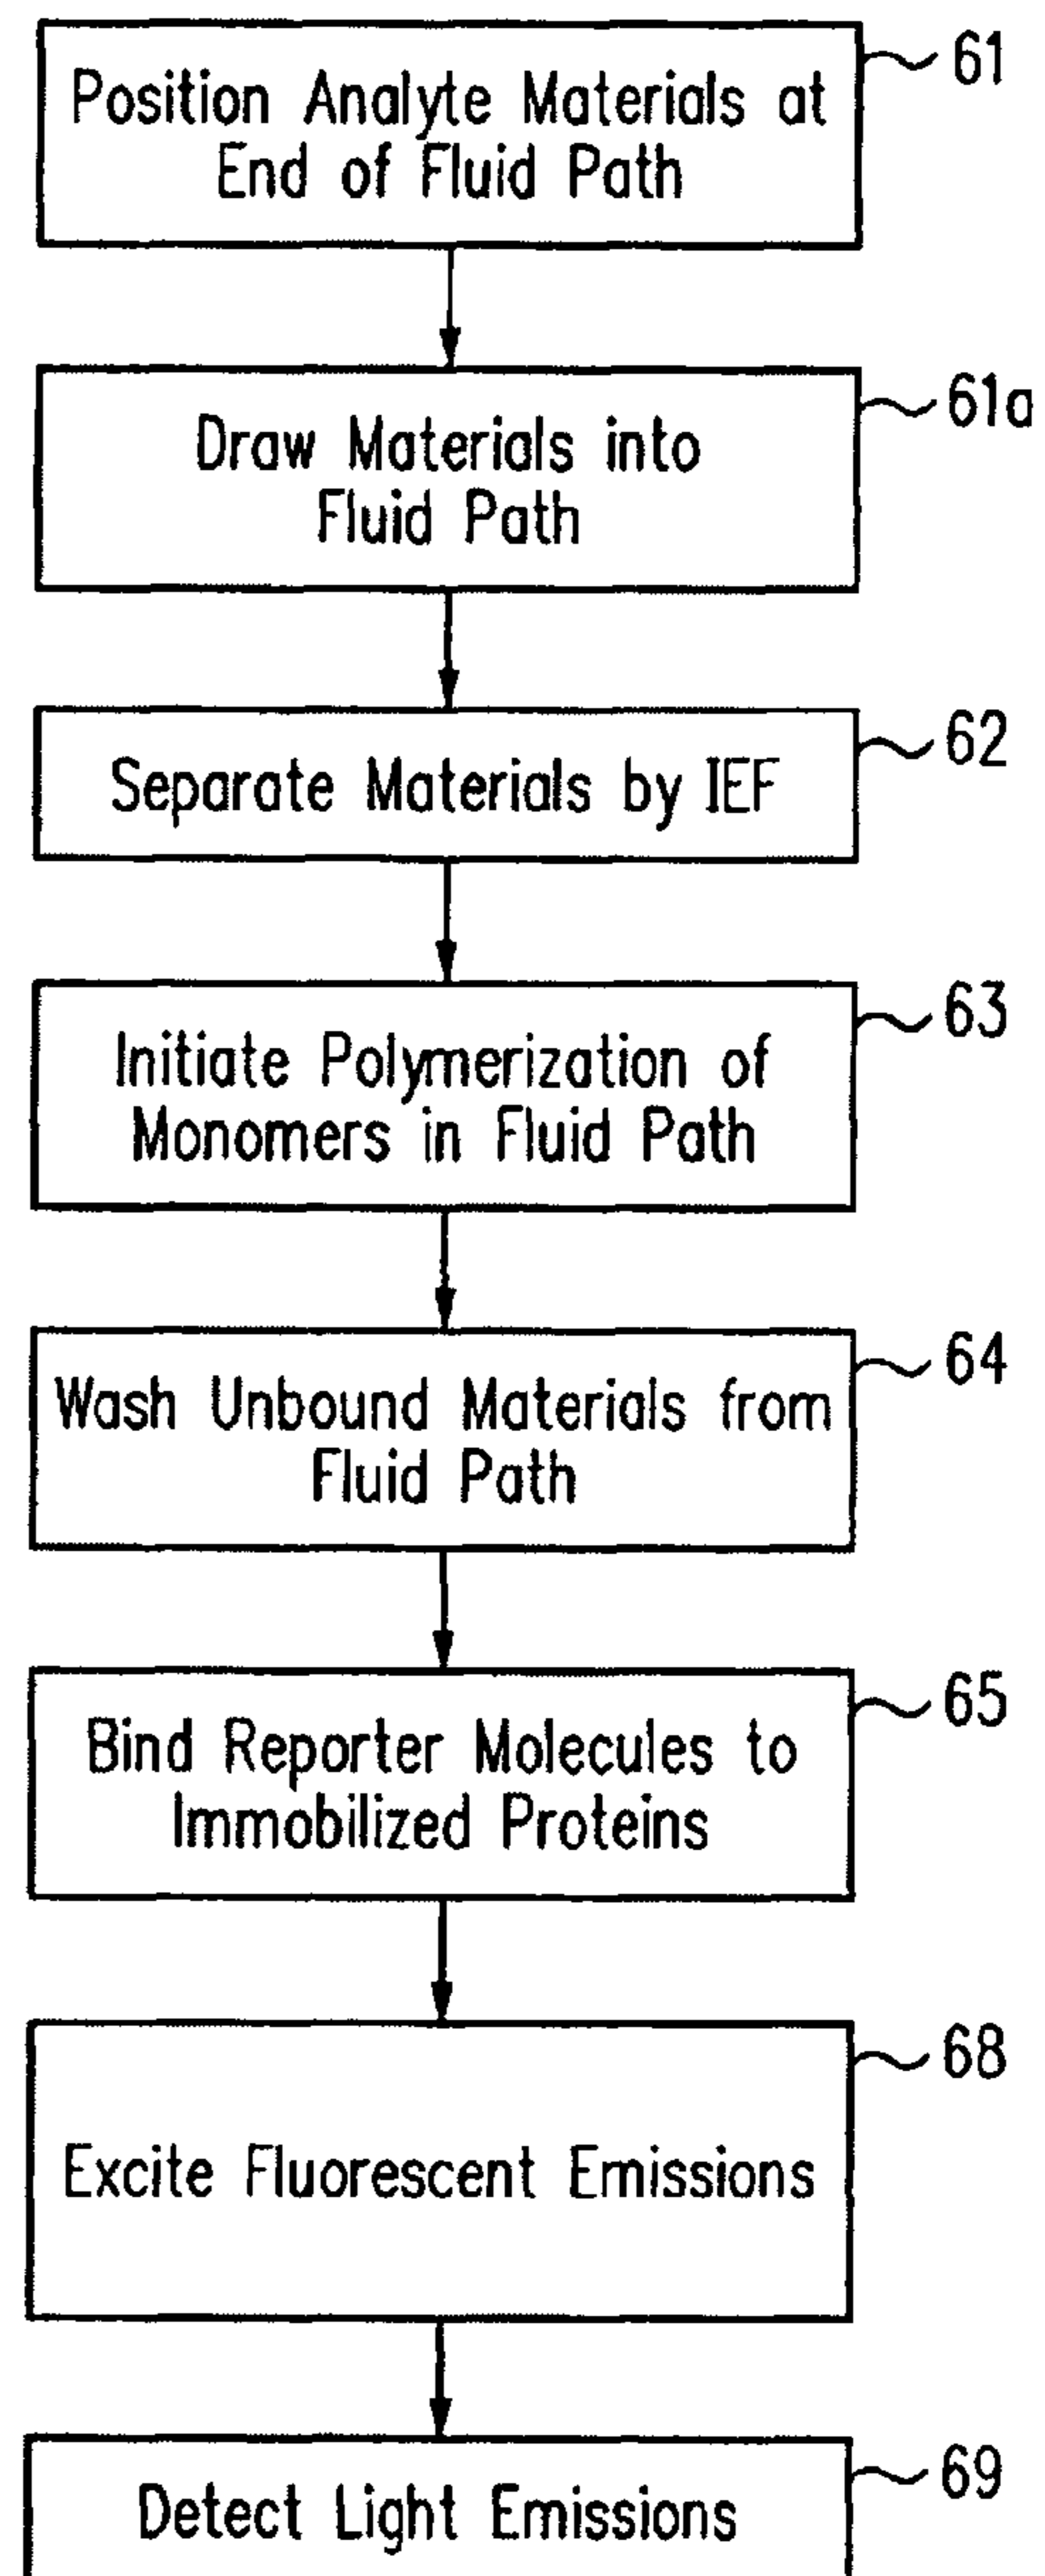 Position Analyte Materials at
End of Fluid Path
61
Draw Materials into
Fluid Path
61a
Separate Materials by IEF
62
Initiate Polymerization of
Monomers in Fluid Path
63
Wash Unbound Materials from
Fluid Path
64
Bind Reporter Molecules to
Immobilized Proteins
65
Excite Fluorescent Emissions
68
Detect Light Emissions
69